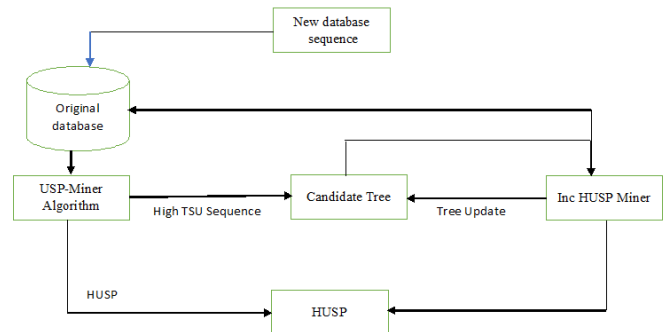 New database
sequence
Original
database
USP-Miner
Algorithm
High TSU Sequence
Candidate Tree
Tree Update
Inc HUSP Miner
HUSP
HUSP